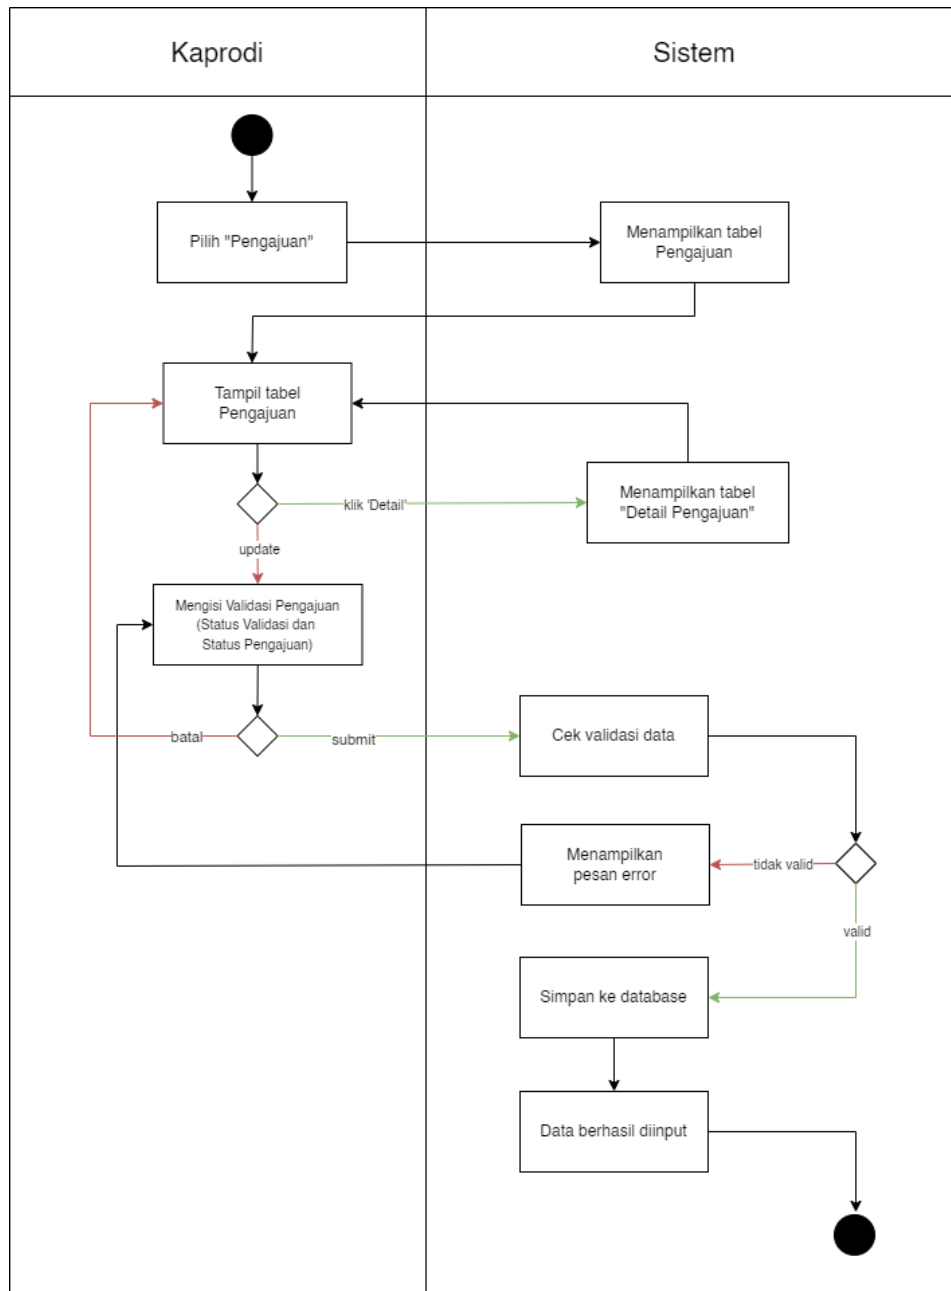 Kaprodi
Sistem
Pilih "Pengajuan"
Menampilkan tabel
Pengajuan
Tampil tabel
Pengajuan
klik 'Detail'
Menampilkan tabel
"Detail Pengajuan"
update
Mengisi Validasi Pengajuan
(Status Validasi dan
Status Pengajuan)
batal
submit
Cek validasi data
Menampilkan
pesan error
tidak valid
valid
Simpan ke database
Data berhasil diinput